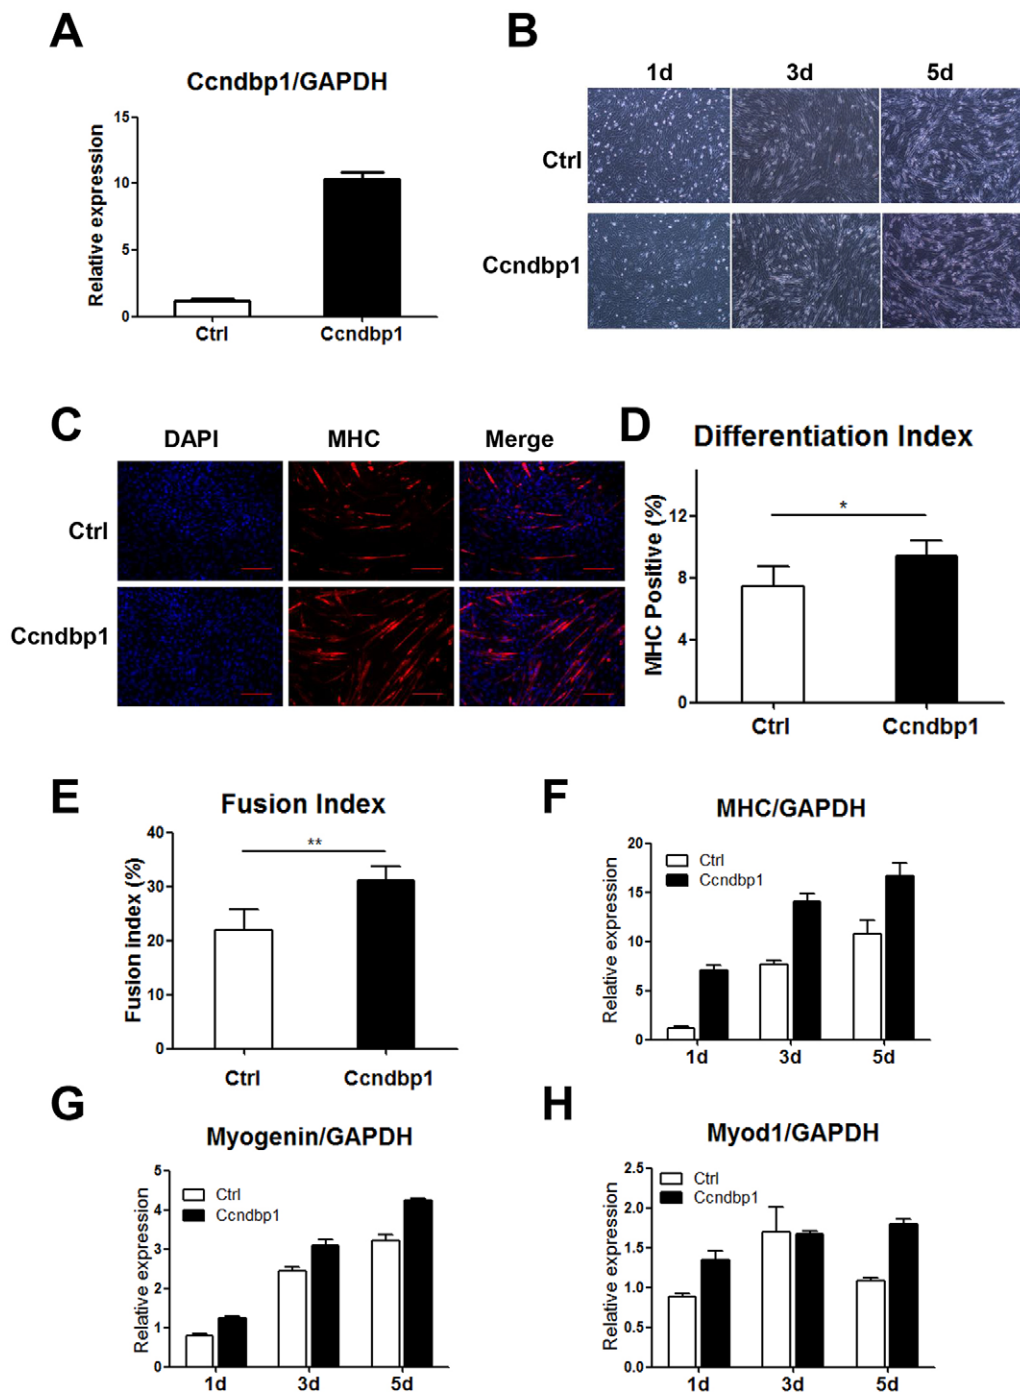 A
Ccndbp1/GAPDH
Relative expression
15
10
5
0
Ctrl
Ccndbp1
B
1d
3d
5d
Ctrl
Ccndbp1
C
DAPI
MHC
Merge
Ctrl
Ccndbp1
D
Differentiation Index
MHC Positive (%)
*
12
8
4
0
Ctrl
Ccndbp1
E
Fusion Index
Fusion index (%)
**
40
30
20
10
0
Ctrl
Ccndbp1
F
MHC/GAPDH
Relative expression
Ctrl
Ccndbp1
20
15
10
5
0
1d
3d
5d
G
Myogenin/GAPDH
Relative expression
Ctrl
Ccndbp1
5
4
3
2
1
0
1d
3d
5d
H
Myod1/GAPDH
Relative expression
Ctrl
Ccndbp1
2.5
2.0
1.5
1.0
0.5
0.0
1d
3d
5d